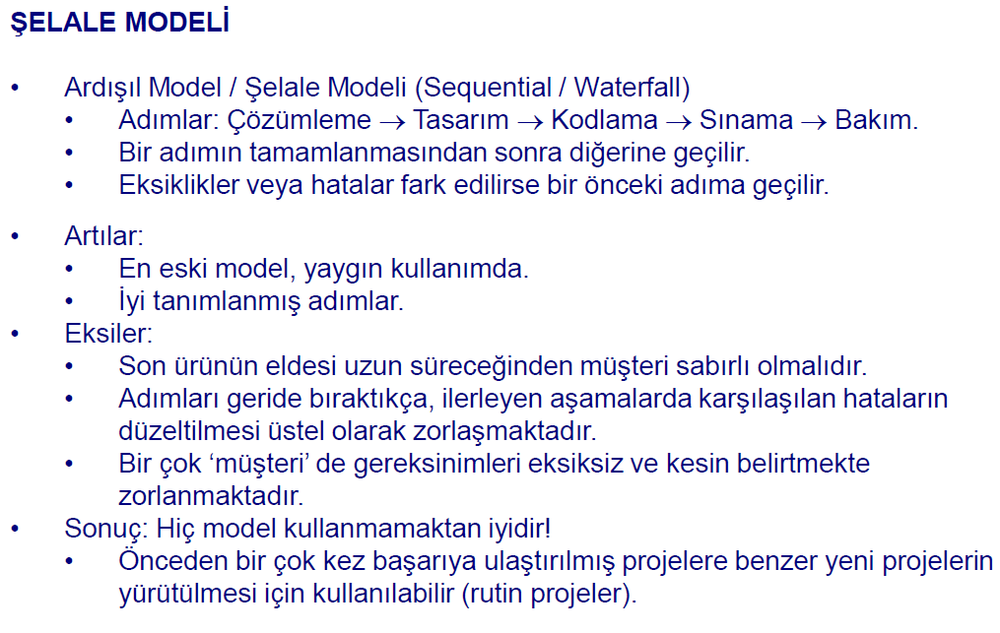 ŞELALE MODELİ
• Ardışıl Model / Şelale Modeli (Sequential / Waterfall)
• Adımlar: Çözümleme → Tasarım → Kodlama → Sınama → Bakım.
• Bir adımın tamamlanmasından sonra diğerine geçilir.
• Eksiklikler veya hatalar fark edilirse bir önceki adıma geçilir.
• Artılar:
• En eski model, yaygın kullanımda.
• İyi tanımlanmış adımlar.
• Eksiler:
• Son ürünün eldesi uzun süreceğinden müşteri sabırlı olmalıdır.
• Adımları geride bıraktıkça, ilerleyen aşamalarda karşılaşılan hataların
düzeltilmesi üstel olarak zorlaşmaktadır.
• Bir çok ‘müşteri’ de gereksinimleri eksiksiz ve kesin belirtmekte
zorlanmaktadır.
• Sonuç: Hiç model kullanmamaktan iyidir!
• Önceden bir çok kez başarıya ulaştırılmış projelere benzer yeni projelerin
yürütülmesi için kullanılabilir (rutin projeler).